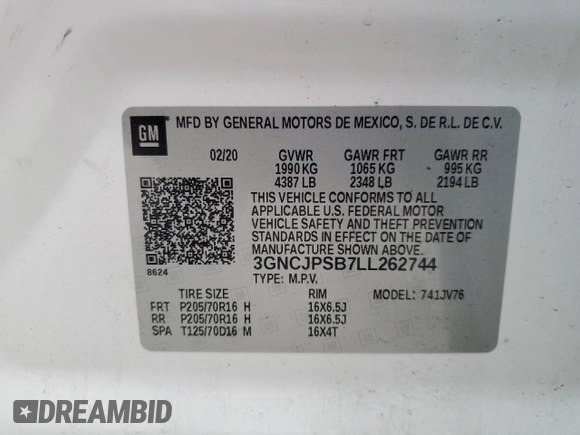 GM MFD BY GENERAL MOTORS DE MEXICO, S. DE R.L. DE C.V.
02/20 GVWR GAWR FRT GAWR RR
1990 KG 1065 KG 995 KG
4387 LB 2348 LB 2194 LB
THIS VEHICLE CONFORMS TO ALL
APPLICABLE U.S. FEDERAL MOTOR
VEHICLE SAFETY AND THEFT PREVENTION
STANDARDS IN EFFECT ON THE DATE OF
MANUFACTURE SHOWN ABOVE.
8624 3GNCJPSB7LL262744
TYPE: M.P.V.
TIRE SIZE RIM MODEL: 741JV76
FRT P205/70R16 H 16X6.5J
RR P205/70R16 H 16X6.5J
SPA T125/70D16 M 16X4T
DREAMBID